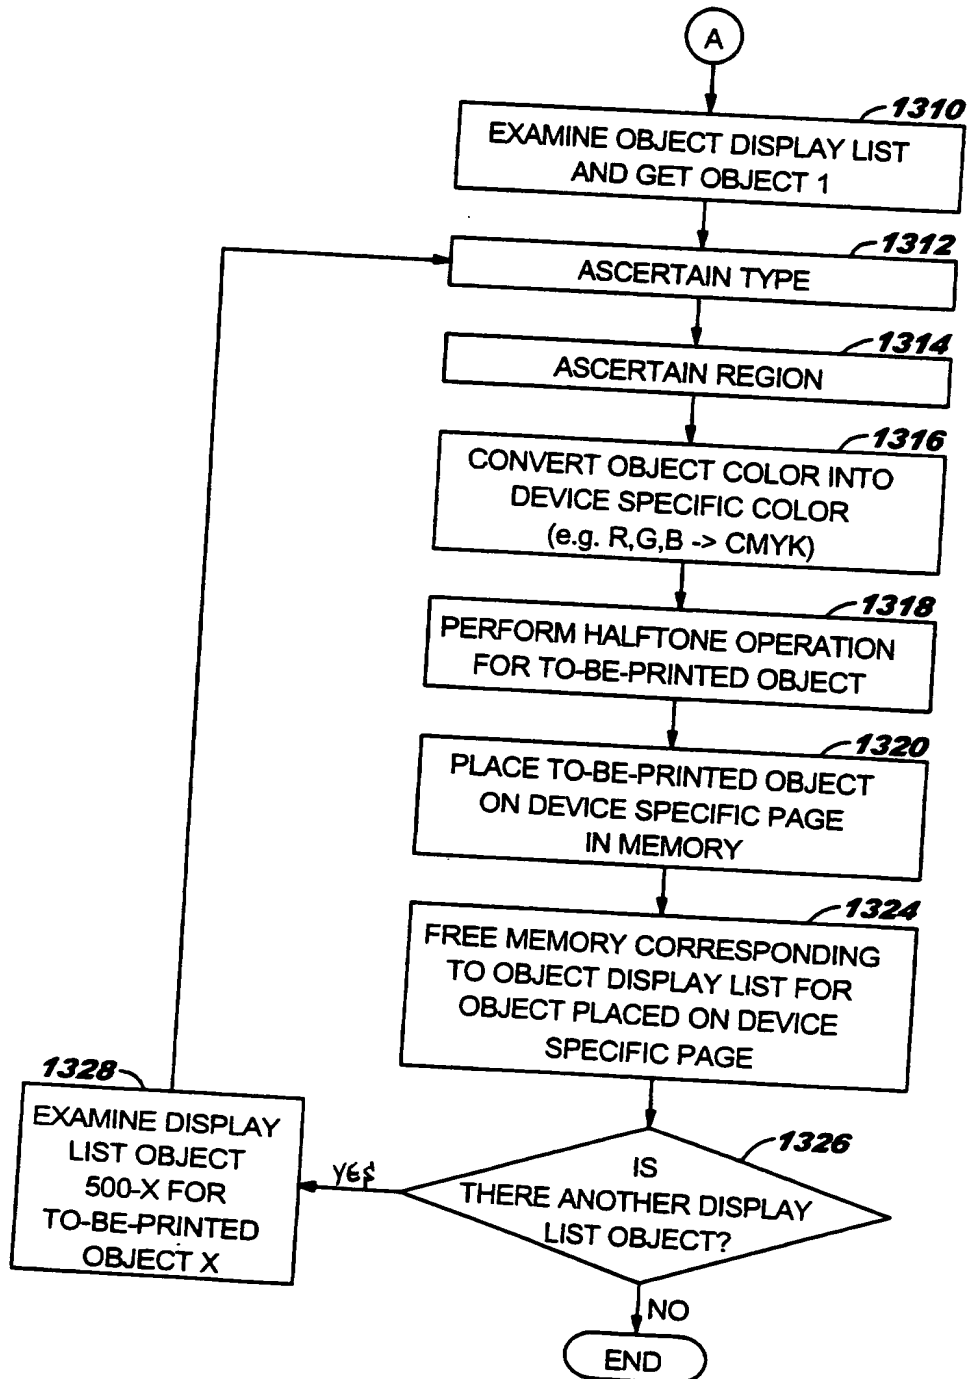 A
1310
EXAMINE OBJECT DISPLAY LIST
AND GET OBJECT 1
1312
ASCERTAIN TYPE
1314
ASCERTAIN REGION
1316
CONVERT OBJECT COLOR INTO
DEVICE SPECIFIC COLOR
(e.g. R,G,B -> CMYK)
1318
PERFORM HALFTONE OPERATION
FOR TO-BE-PRINTED OBJECT
1320
PLACE TO-BE-PRINTED OBJECT
ON DEVICE SPECIFIC PAGE
IN MEMORY
1324
FREE MEMORY CORRESPONDING
TO OBJECT DISPLAY LIST FOR
OBJECT PLACED ON DEVICE
SPECIFIC PAGE
1326
IS
THERE ANOTHER DISPLAY
LIST OBJECT?
YES
1328
EXAMINE DISPLAY
LIST OBJECT
500-X FOR
TO-BE-PRINTED
OBJECT X
NO
END